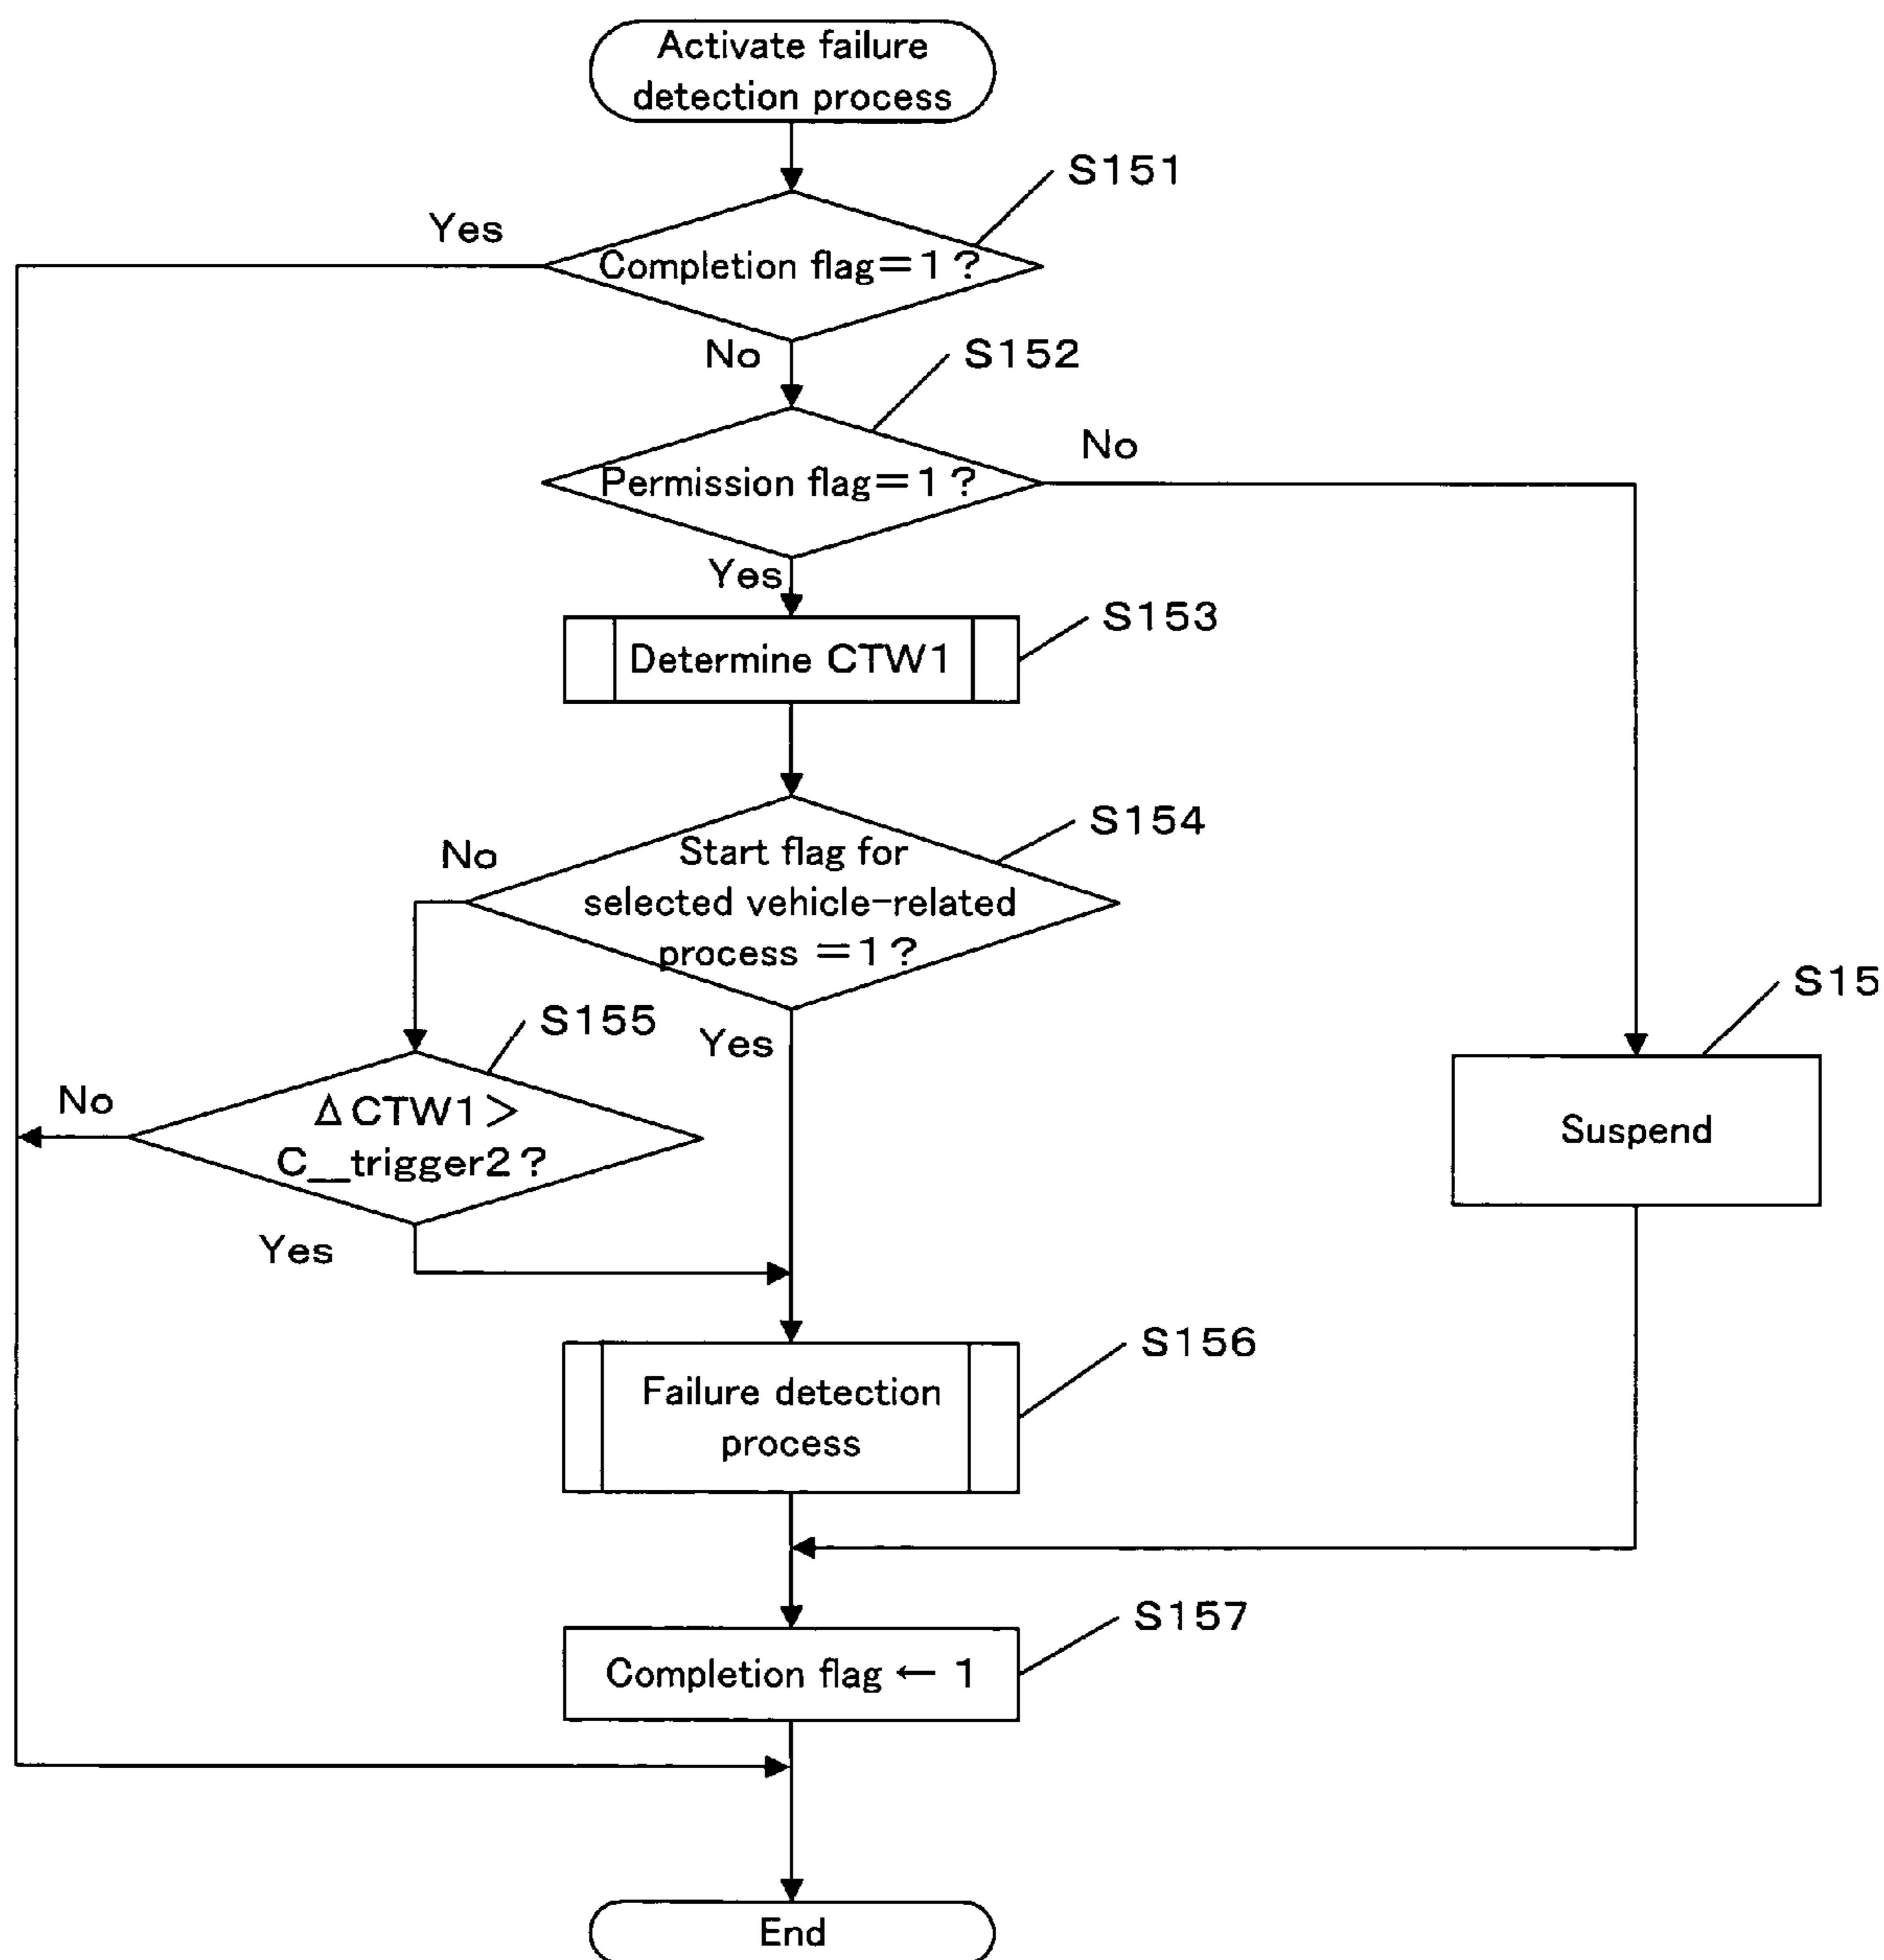 Activate failure
detection process
S151
Yes
Completion flag=1?
No
S152
No
Permission flag=1?
Yes
S153
Determine CTW1
S154
No
Start flag for
selected vehicle-related
process =1?
S15
S155
Yes
No
ΔCTW1>
C__trigger2?
Suspend
Yes
S156
Failure detection
process
S157
Completion flag ← 1
End